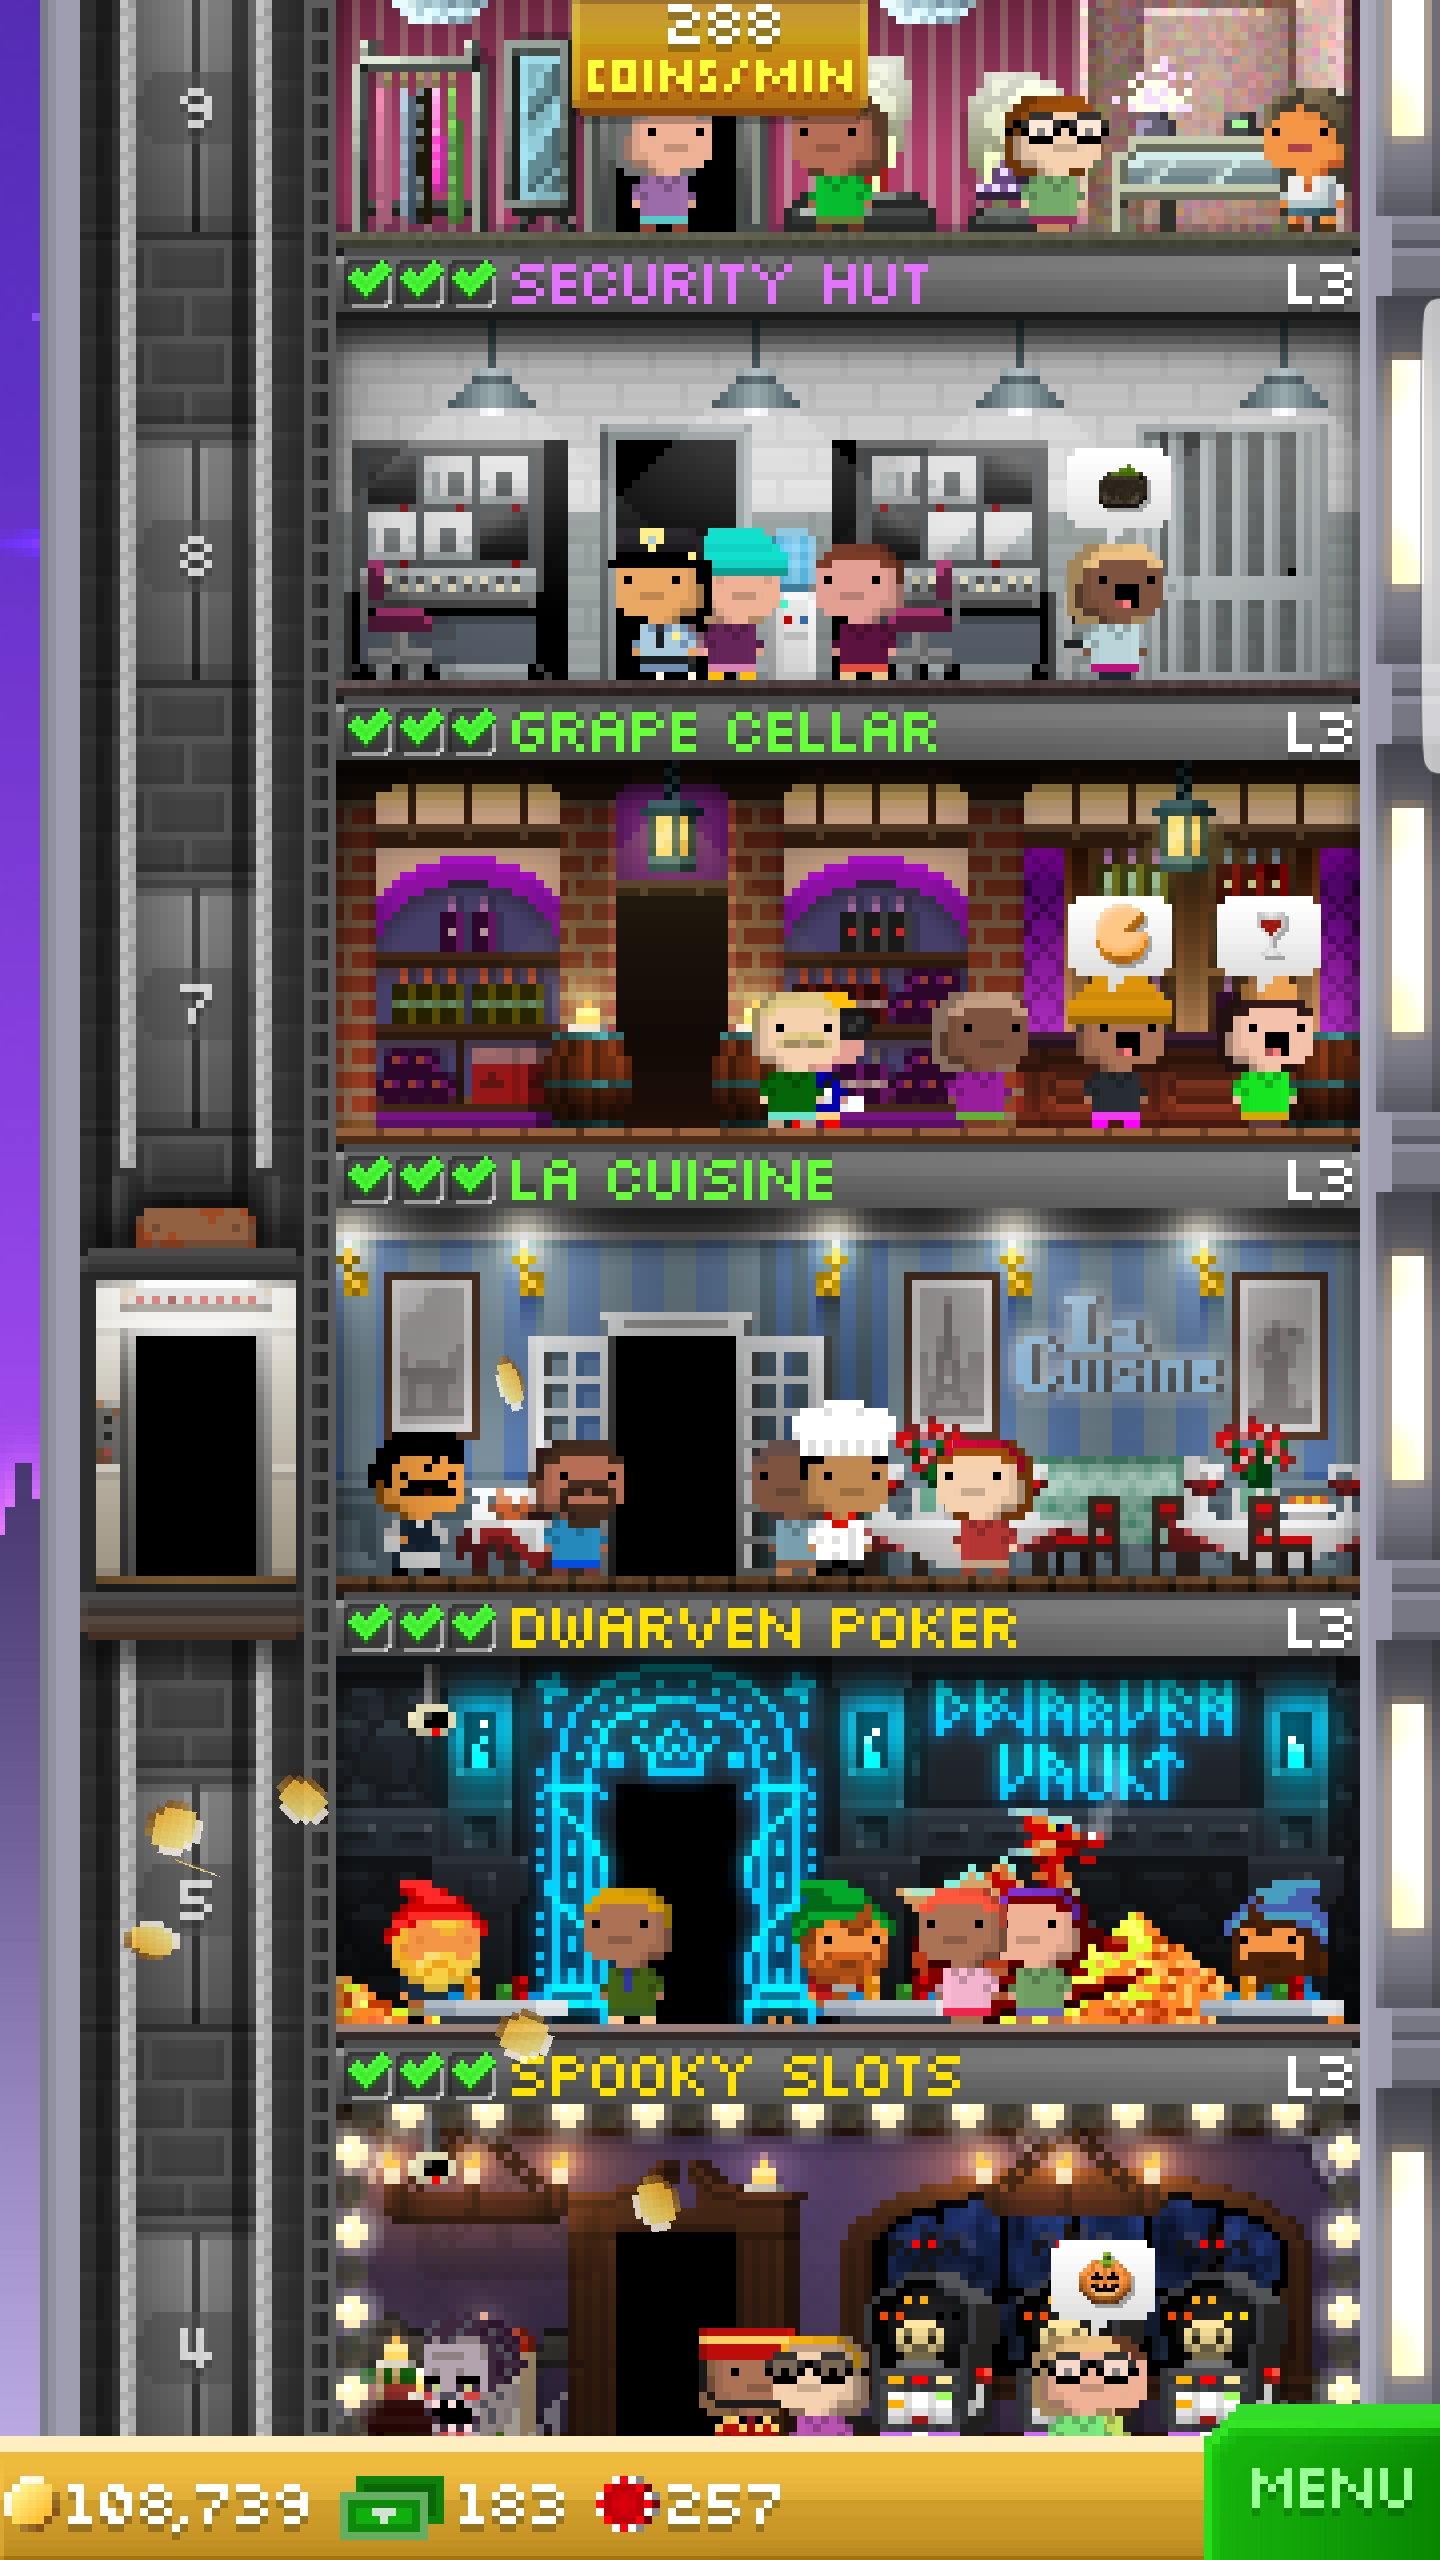 288
COINS/MIN
9
SECURITY HUT L3
8
GRAPE CELLAR L3
7
LA CUISINE L3
La
Cuisine
DWARVEN POKER L3
DWARVEN
VAULT
5
SPOOKY SLOTS L3
4
108,739 183 257
MENU